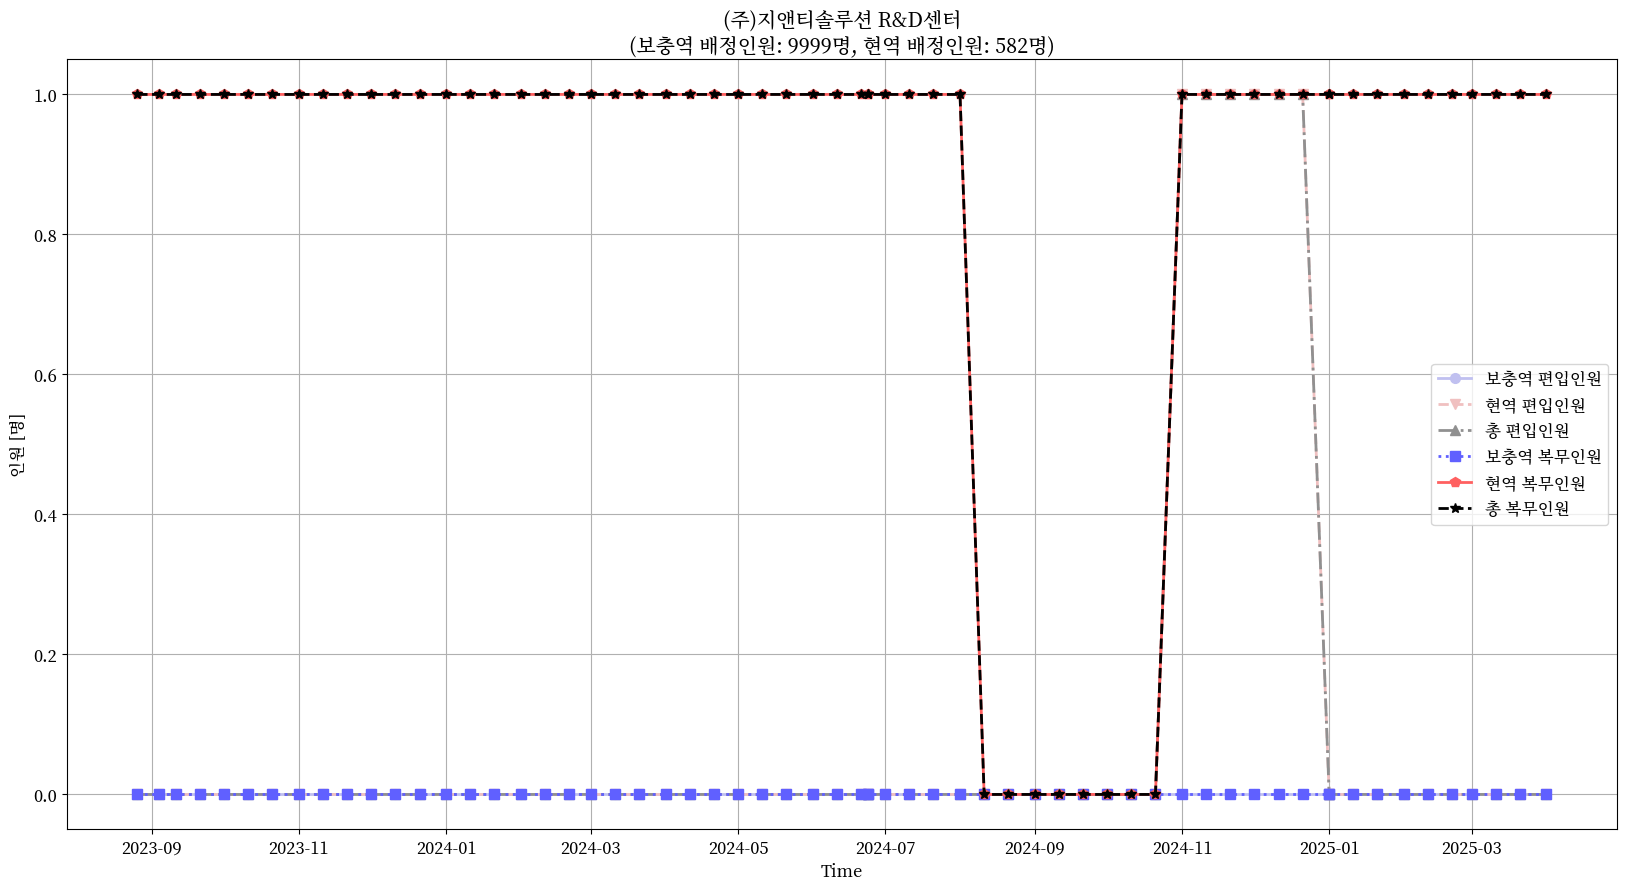 (주)지앤티솔루션 R&D센터
(보충역 배정인원: 9999명, 현역 배정인원: 582명)
1.0
0.8
0.6
0.4
0.2
0.0
인원 [명]
보충역 편입인원
현역 편입인원
총 편입인원
보충역 복무인원
현역 복무인원
총 복무인원
2023-09 2023-11 2024-01 2024-03 2024-05 2024-07 2024-09 2024-11 2025-01 2025-03
Time